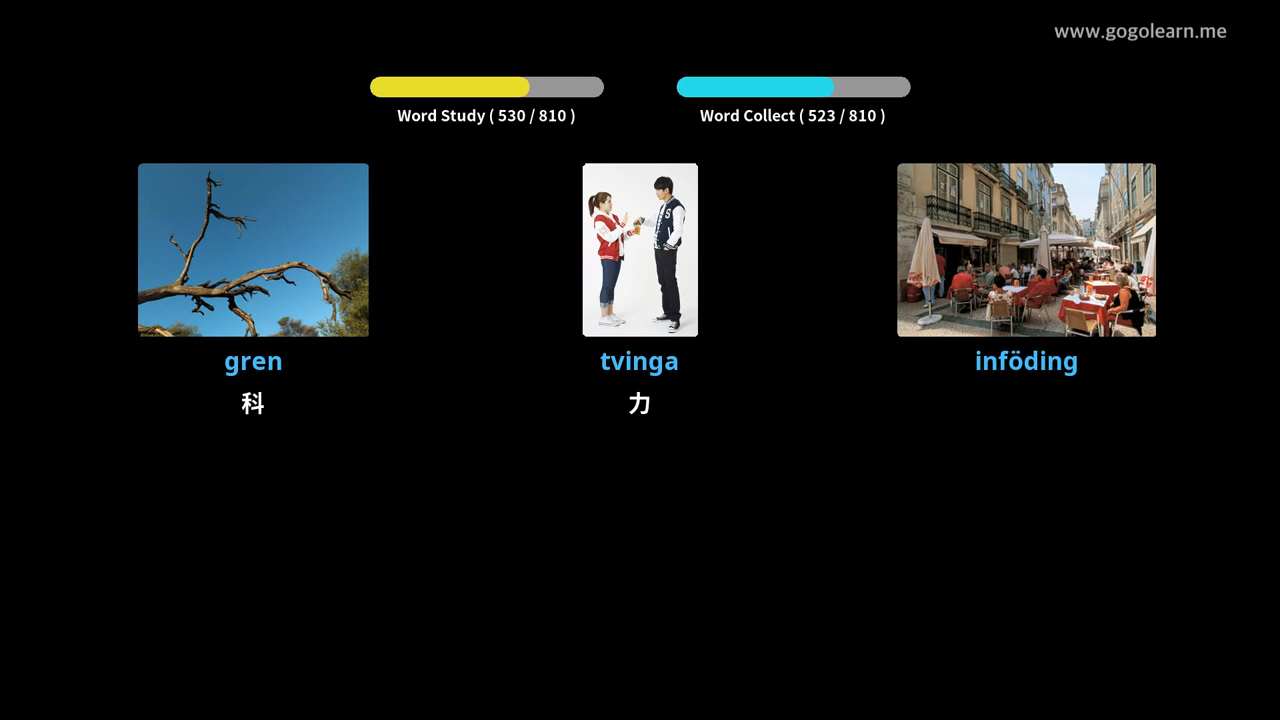 www.gogolearn.me
Word Study ( 530 / 810 )
Word Collect ( 523 / 810 )
gren
tvinga
inföding
科
力